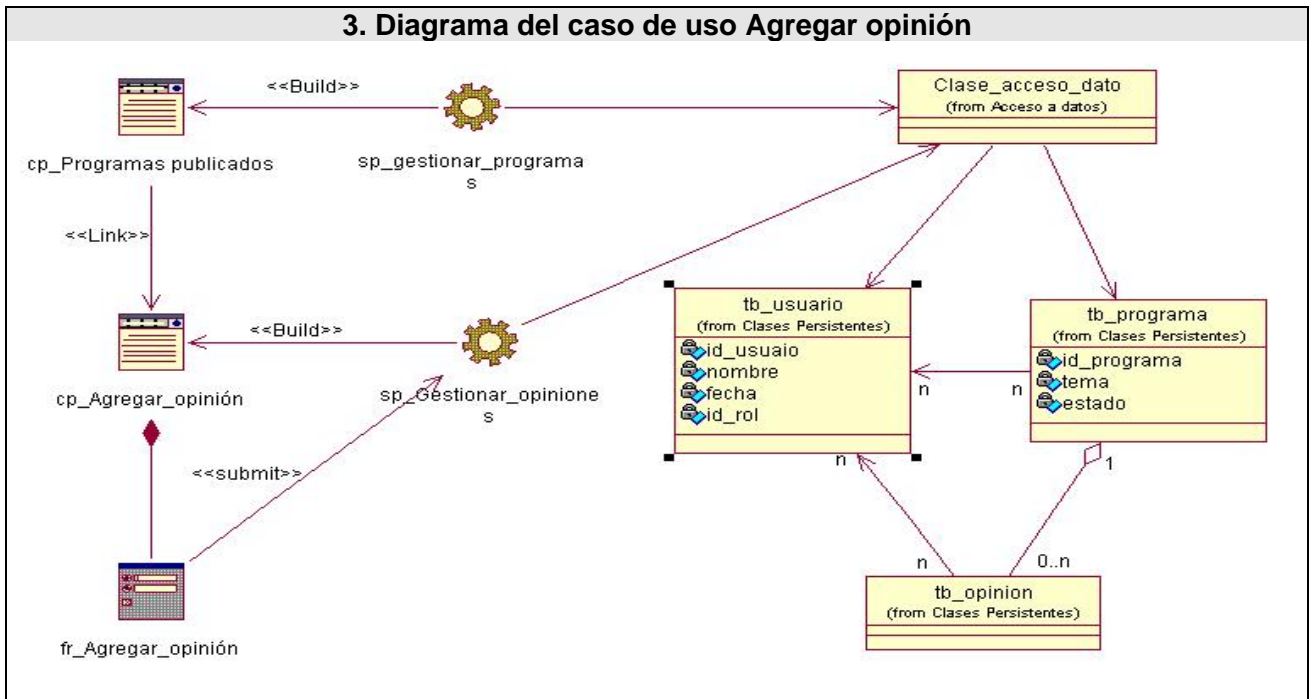 3. Diagrama del caso de uso Agregar opinión
<<Build>>
cp_Programas publicados
sp_gestionar_programa
s
Clase_acceso_dato
(from Acceso a datos)
<<Link>>
<<Build>>
cp_Agregar_opinión
sp_Gestionar_opinione
s
tb_usuario
(from Clases Persistentes)
id_usuaio
nombre
fecha
id_rol
tb_programa
(from Clases Persistentes)
id_programa
tema
estado
n
n
<<submit>>
n
1
n
0..n
tb_opinion
(from Clases Persistentes)
fr_Agregar_opinión